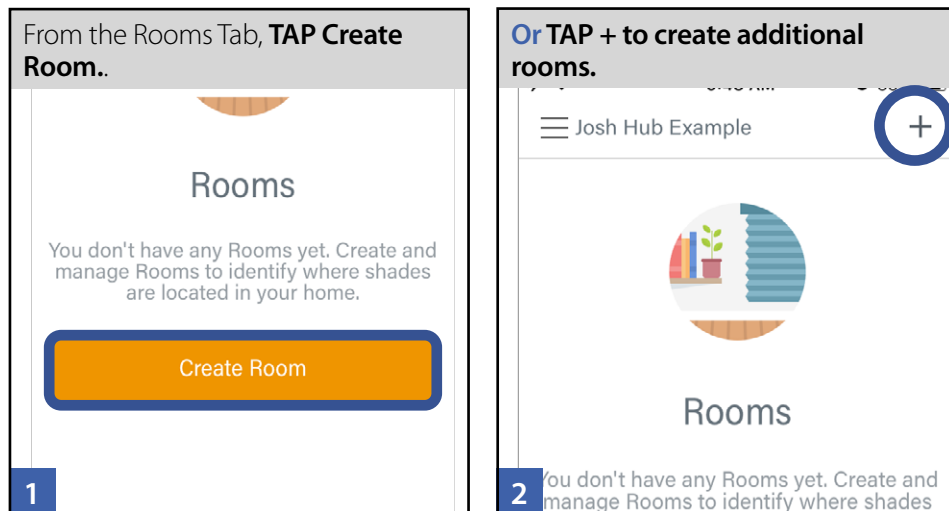 From the Rooms Tab, TAP Create
Room..
Rooms
You don't have any Rooms yet. Create and
manage Rooms to identify where shades
are located in your home.
Create Room
1
Or TAP + to create additional
rooms.
Josh Hub Example
+
Rooms
You don't have any Rooms yet. Create and
manage Rooms to identify where shades
2